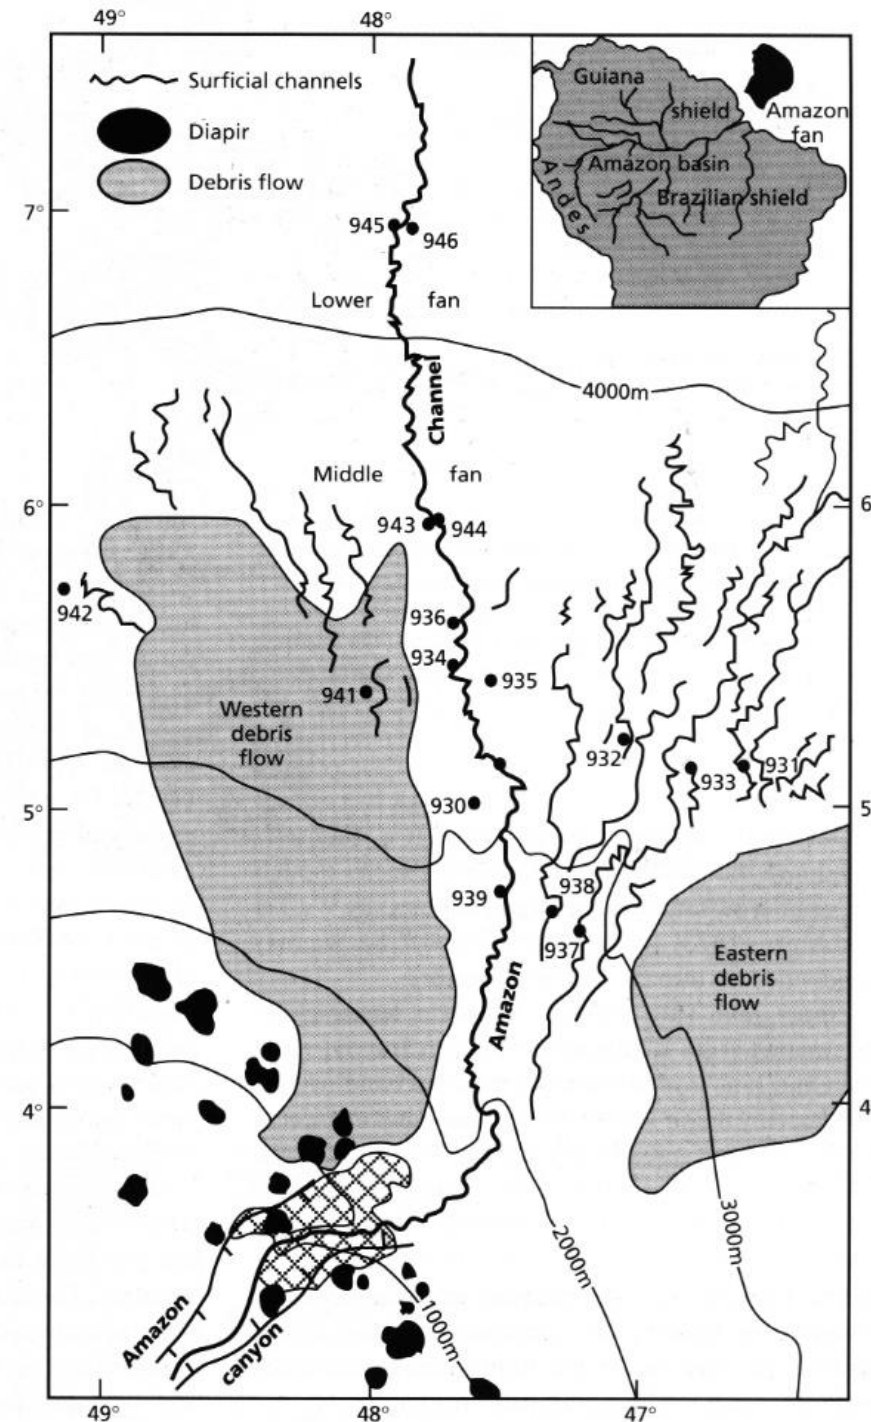 49°
48°
Surficial channels
Diapir
Debris flow
Guiana
shield
Amazon
fan
Amazon basin
Andes
Brazilian shield
7°
945
946
Lower fan
4000m
Channel
Middle fan
6°
6
943
944
942
936
934
935
941
Western
debris
flow
932
933
931
930
5°
5
939
938
937
Eastern
debris
flow
Amazon
4°
4
3000m
2000m
1000m
Amazon
canyon
49°
48°
47°